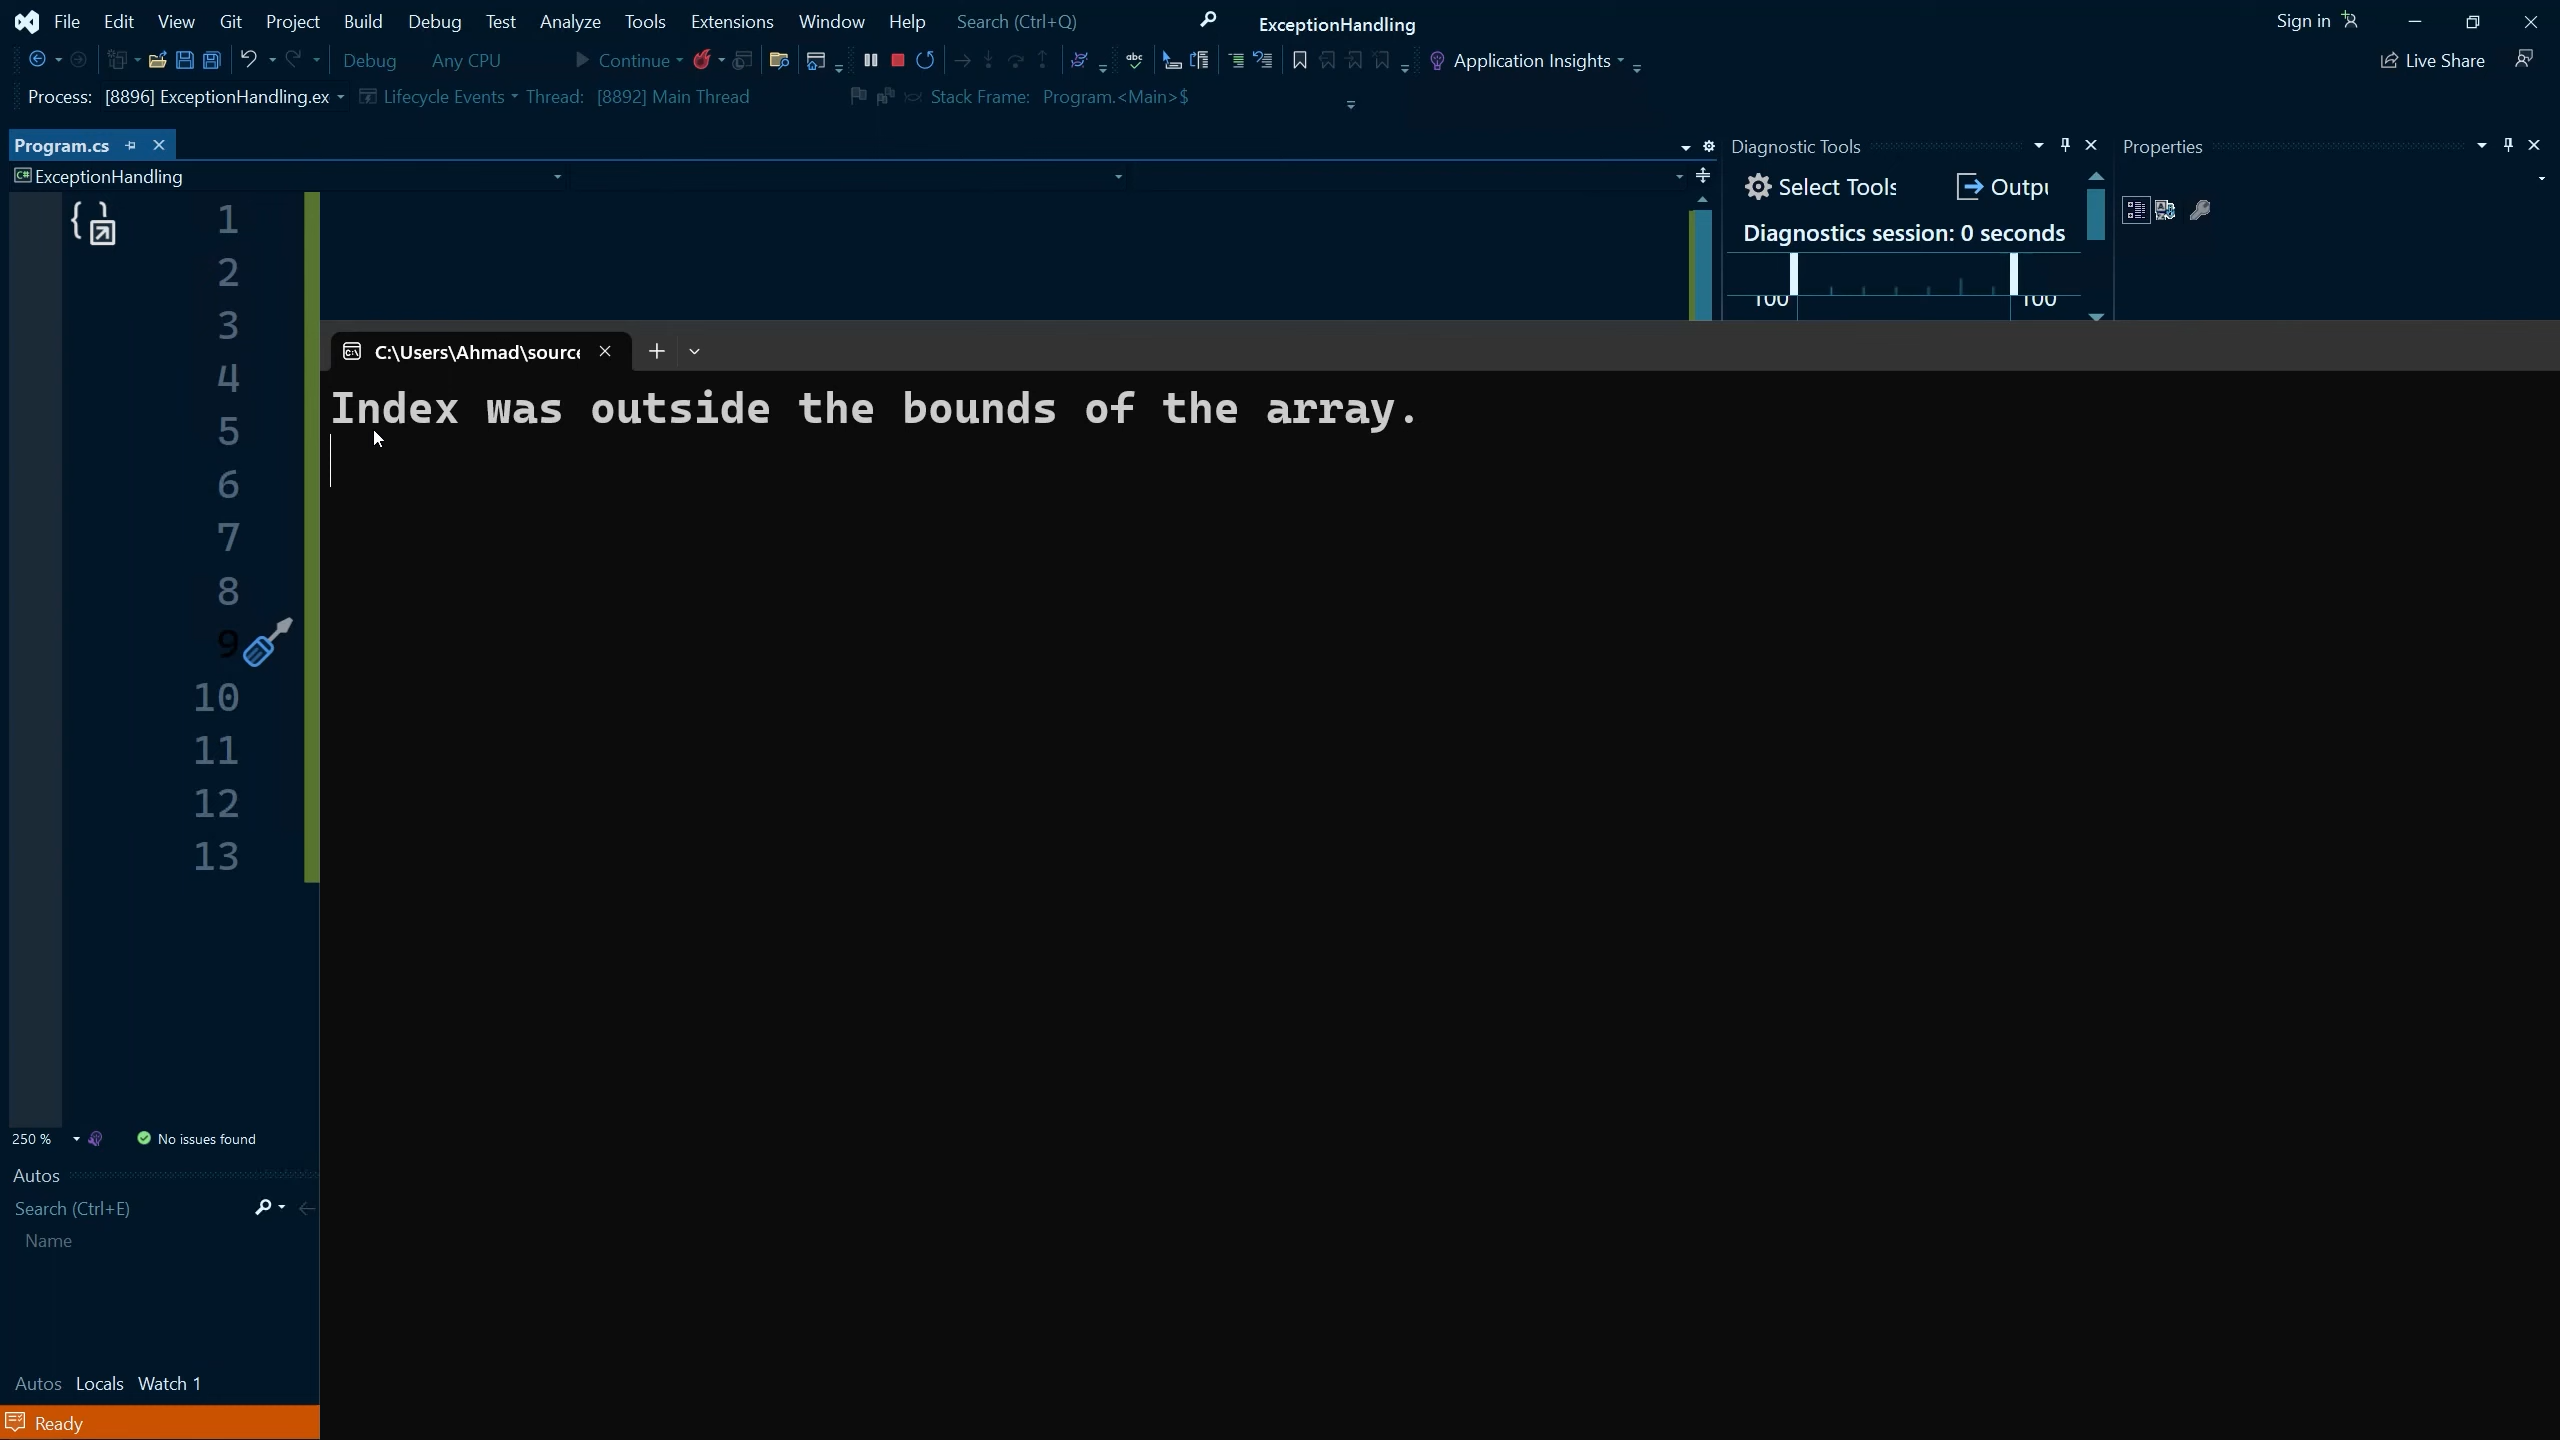 File Edit View Git Project Build Debug Test Analyze Tools Extensions Window Help Search (Ctrl+Q) ExceptionHandling Sign in
Debug Any CPU Continue Application Insights Live Share
Process: [8896] ExceptionHandling.ex Lifecycle Events Thread: [8892] Main Thread Stack Frame: Program.<Main>$
Program.cs Diagnostic Tools Properties
C# ExceptionHandling
Select Tools Outpu
Diagnostics session: 0 seconds
100 100
1
2
3
4
5
6
7
8
9
10
11
12
13
C:\Users\Ahmad\source
Index was outside the bounds of the array.
250 % No issues found
Autos
Search (Ctrl+E)
Name
Autos Locals Watch 1
Ready